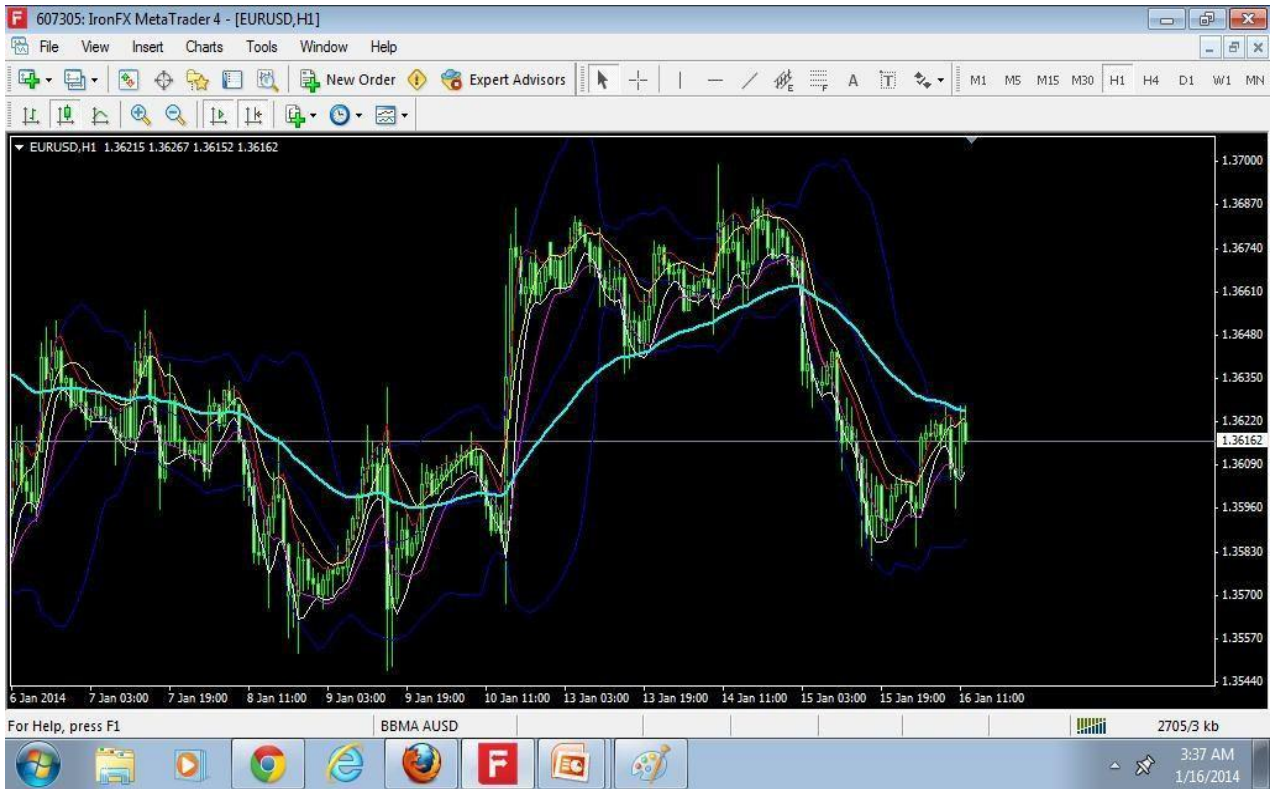 607305: IronFX MetaTrader 4 - [EURUSD,H1]
File View Insert Charts Tools Window Help
New Order Expert Advisors E F A T M1 M5 M15 M30 H1 H4 D1 W1 MN
EURUSD,H1 1.36215 1.36267 1.36152 1.36162
1.37000
1.36870
1.36740
1.36610
1.36480
1.36350
1.36220
1.36162
1.36090
1.35960
1.35830
1.35700
1.35570
1.35440
6 Jan 2014 7 Jan 03:00 7 Jan 19:00 8 Jan 11:00 9 Jan 03:00 9 Jan 19:00 10 Jan 11:00 13 Jan 03:00 13 Jan 19:00 14 Jan 11:00 15 Jan 03:00 15 Jan 19:00 16 Jan 11:00
For Help, press F1 BBMA AUSD 2705/3 kb
3:37 AM
1/16/2014